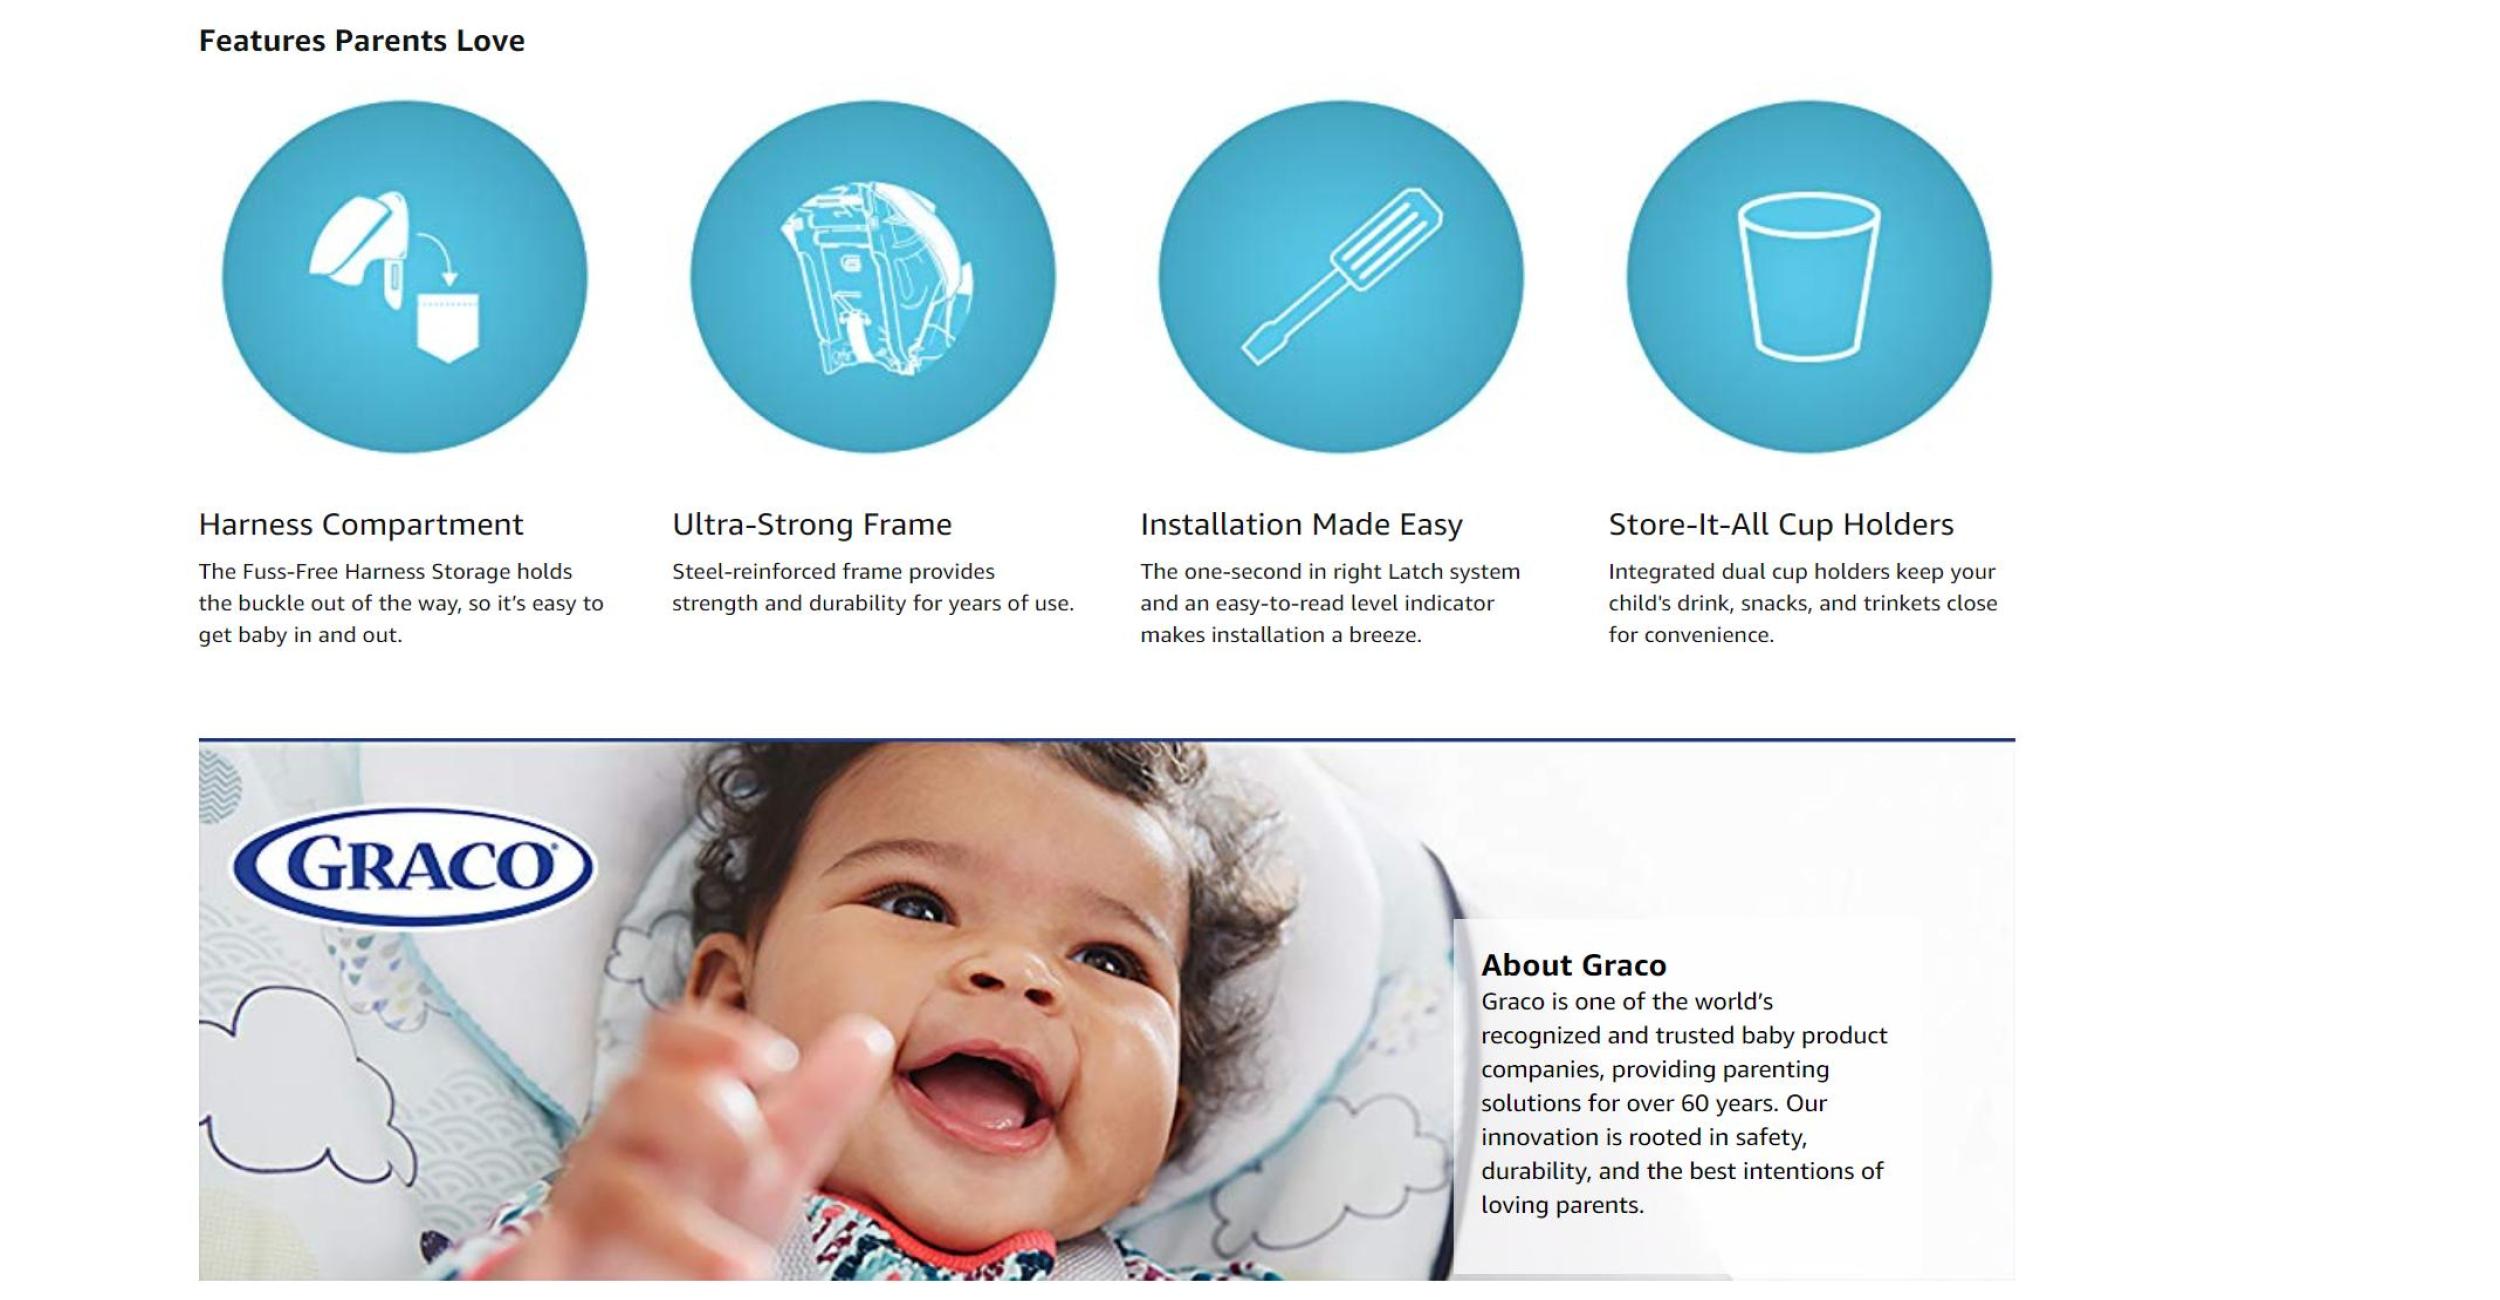 Features Parents Love
Harness Compartment
The Fuss-Free Harness Storage holds
the buckle out of the way, so it’s easy to
get baby in and out.
Ultra-Strong Frame
Steel-reinforced frame provides
strength and durability for years of use.
Installation Made Easy
The one-second in right Latch system
and an easy-to-read level indicator
makes installation a breeze.
Store-It-All Cup Holders
Integrated dual cup holders keep your
child's drink, snacks, and trinkets close
for convenience.
GRACO
About Graco
Graco is one of the world’s
recognized and trusted baby product
companies, providing parenting
solutions for over 60 years. Our
innovation is rooted in safety,
durability, and the best intentions of
loving parents.